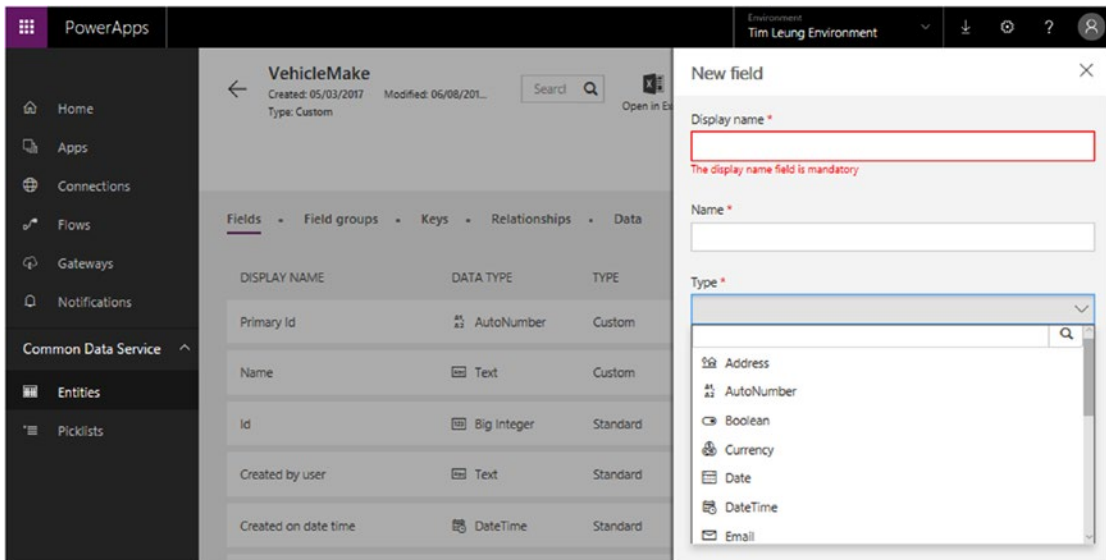 PowerApps
Environment
Tim Leung Environment
?
Home
Apps
Connections
Flows
Gateways
Notifications
Common Data Service
Entities
Picklists
VehicleMake
Created: 05/03/2017 Modified: 06/08/201...
Type: Custom
Search
Open in Ex
Fields • Field groups • Keys • Relationships • Data
DISPLAY NAME DATA TYPE TYPE
Primary Id AutoNumber Custom
Name Text Custom
Id Big Integer Standard
Created by user Text Standard
Created on date time DateTime Standard
New field
Display name *
The display name field is mandatory
Name *
Type *
Address
AutoNumber
Boolean
Currency
Date
DateTime
Email